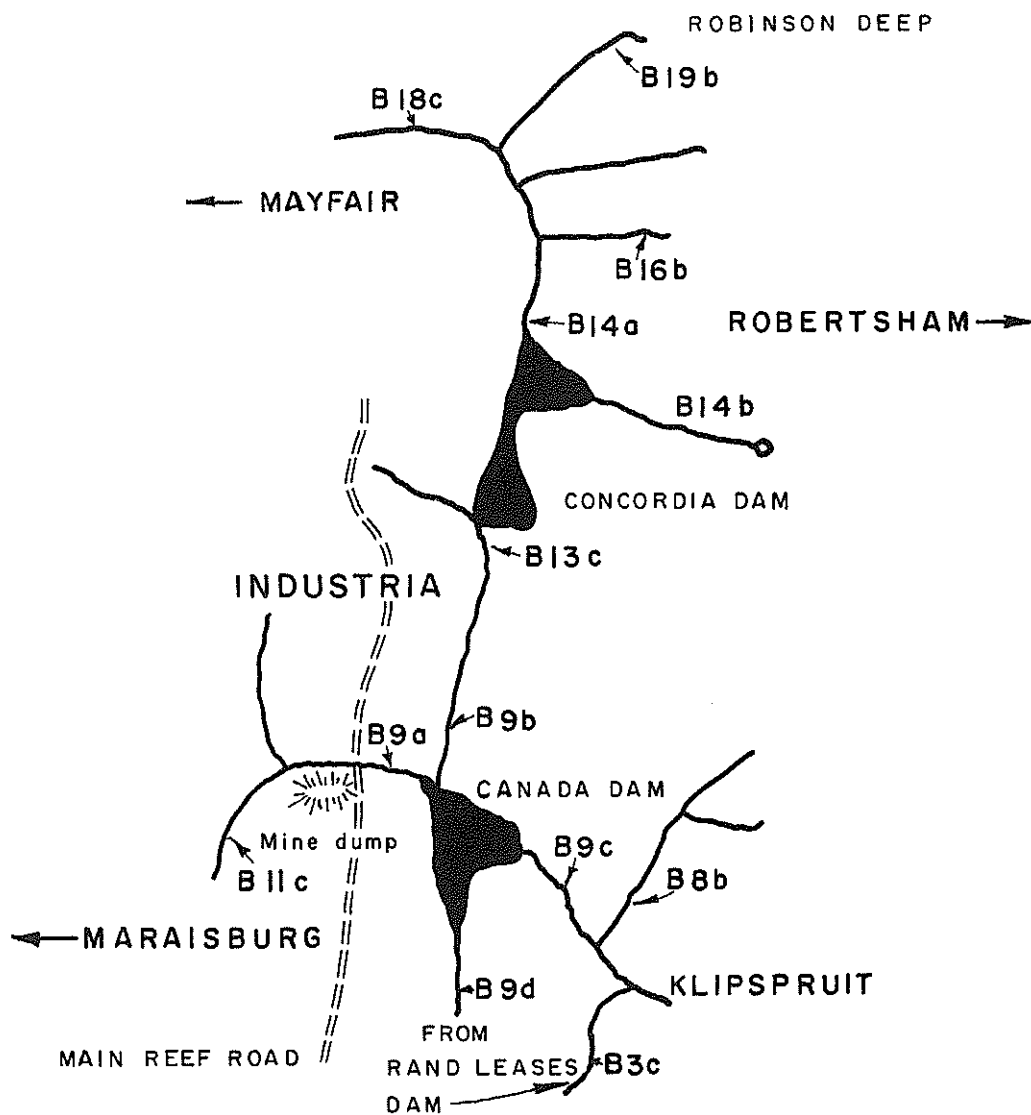 ROBINSON DEEP
B19b
B18c
MAYFAIR
B16b
B14a
ROBERTSHAM
B14b
CONCORDIA DAM
B13c
INDUSTRIA
B9b
B9a
CANADA DAM
Mine dump
B9c
B11c
B8b
MARAISBURG
KLIPSPRUIT
B9d
FROM
MAIN REEF ROAD
RAND LEASES
B3c
DAM